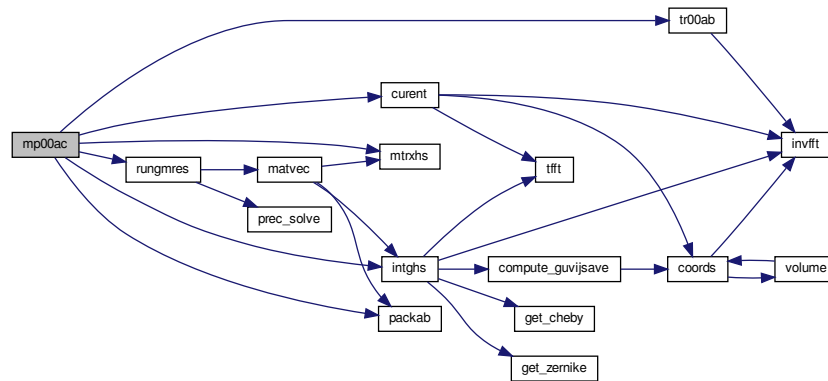 mp00ac
rungmres
matvec
prec_solve
curent
mtrxhs
intghs
packab
tfft
compute_guvijsave
get_cheby
get_zernike
tr00ab
invfft
coords
volume